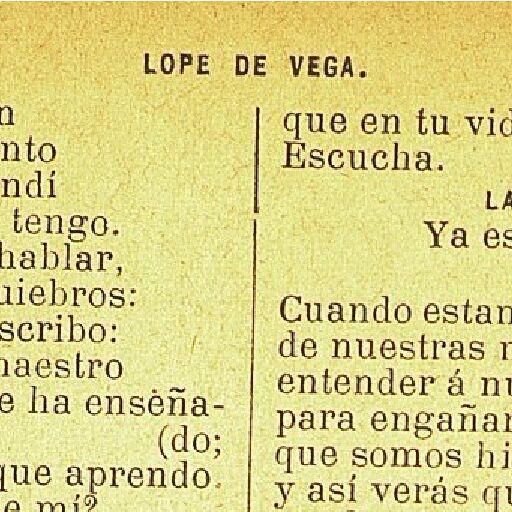 LOPE DE VEGA.
n
nto
ndí
tengo.
hablar,
uiebros:
scribo:
naestro
e ha enseña-
(do;
que aprendo.
e mí?
que en tu vid
Escucha.
LA
Ya es
Cuando estan
de nuestras
entender á nu
para engañar
que somos hi
y así verás qu